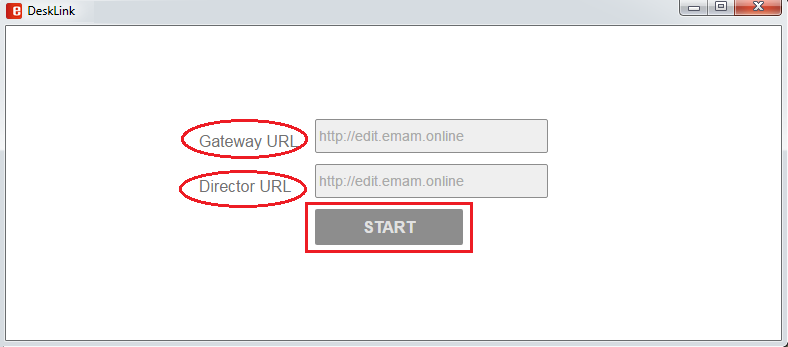 DeskLink
Gateway URL http://edit.emam.online
Director URL http://edit.emam.online
START